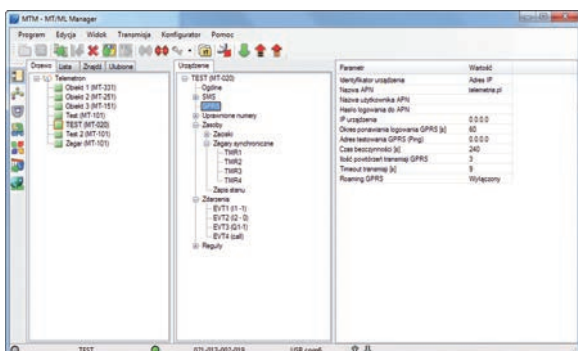 MTM - MT/ML Manager
Program Edycja Widok Transmisja Konfigurator Pomoc
Drzewo Lista Znajdź Ulubione
Telemetron
Obiekt 1 (MT-331)
Obiekt 2 (MT-251)
Obiekt 3 (MT-151)
Test (MT-101)
TEST (MT-020)
Test 2 (MT-101)
Zegar (MT-101)
Urządzenie
TEST (MT-020)
Ogólne
SMS
GPRS
Uprawnione numery
Zasoby
Zaciski
Zegary synchroniczne
TMR1
TMR2
TMR3
TMR4
Zapis stanu
Zdarzenia
EVT1 (I1 -1)
EVT2 (I2 - 0)
EVT3 (Q1-1)
EVT4 (call)
Reguły
Parametr Wartość
Identyfikator urządzenia Adres IP
Nazwa APN telemetria.pl
Nazwa użytkownika APN
Hasło logowania do APN
IP urządzenia 0.0.0.0
Okres ponawiania logowania GPRS [s] 60
Adres testowania GPRS (Ping) 0.0.0.0
Czas bezczynności [s] 240
Ilość powtórzeń transmisji GPRS 3
Timeout transmisji [s] 9
Roaming GPRS Wyłączony
TEST